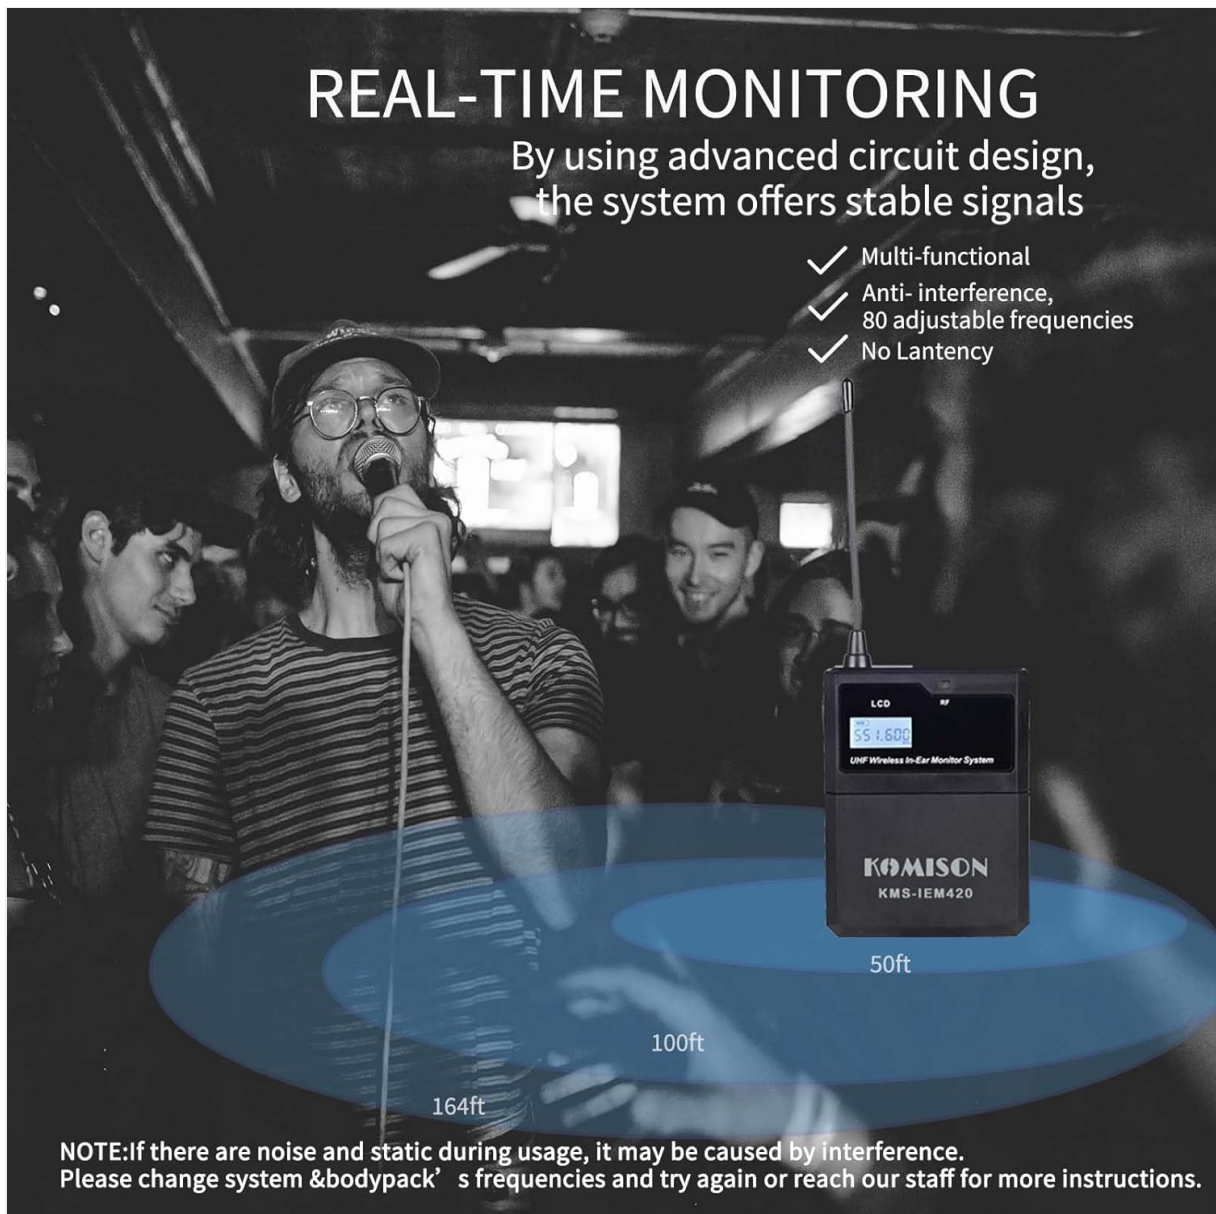 REAL-TIME MONITORING
By using advanced circuit design,
the system offers stable signals
Multi-functional
Anti- interference,
80 adjustable frequencies
No Lantency
LCD
RF
551.600
UHF Wireless In-Ear Monitor System
KOMISON
KMS-IEM420
50ft
100ft
164ft
NOTE:If there are noise and static during usage, it may be caused by interference.
Please change system &bodypack’ s frequencies and try again or reach our staff for more instructions.